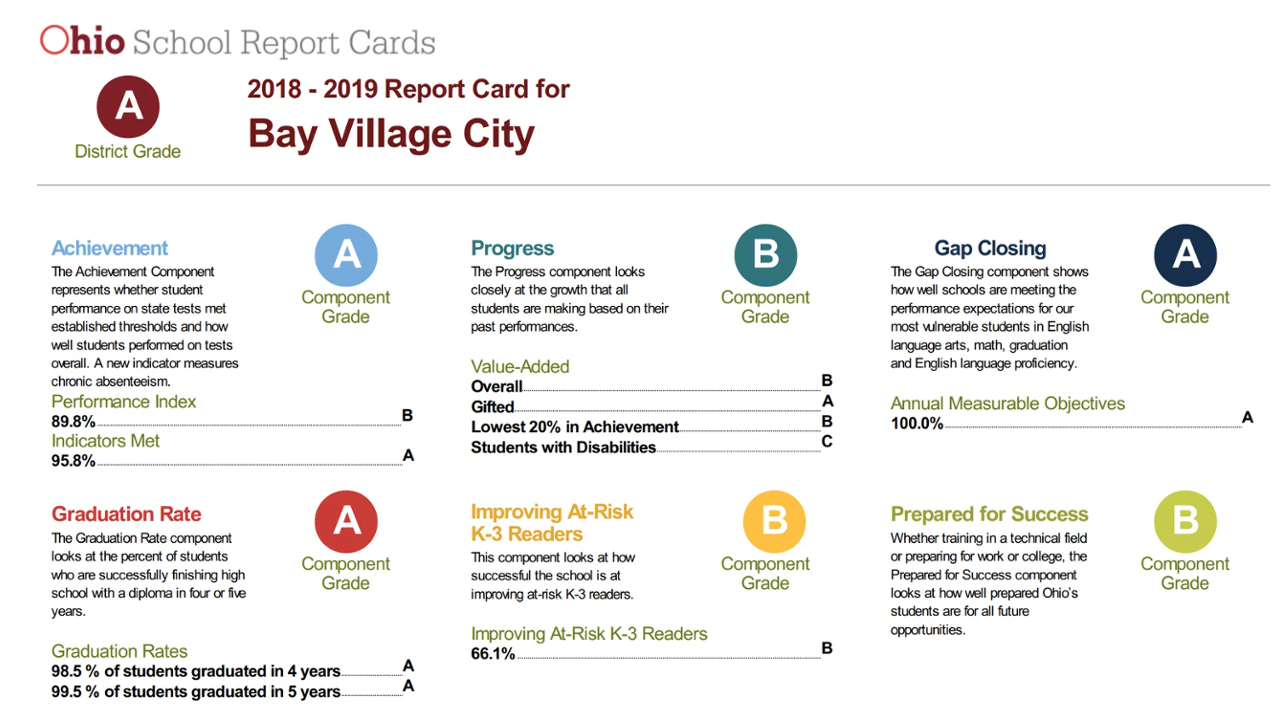 Ohio School Report Cards
A
District Grade
2018 - 2019 Report Card for
Bay Village City
Achievement
The Achievement Component
represents whether student
performance on state tests met
established thresholds and how
well students performed on tests
overall. A new indicator measures
chronic absenteeism.
A
Component
Grade
Performance Index
89.8% B
Indicators Met
95.8% A
Progress
The Progress component looks
closely at the growth that all
students are making based on their
past performances.
B
Component
Grade
Value-Added
Overall B
Gifted A
Lowest 20% in Achievement B
Students with Disabilities C
Gap Closing
The Gap Closing component shows
how well schools are meeting the
performance expectations for our
most vulnerable students in English
language arts, math, graduation
and English language proficiency.
A
Component
Grade
Annual Measurable Objectives
100.0% A
Graduation Rate
The Graduation Rate component
looks at the percent of students
who are successfully finishing high
school with a diploma in four or five
years.
A
Component
Grade
Graduation Rates
98.5 % of students graduated in 4 years A
99.5 % of students graduated in 5 years A
Improving At-Risk
K-3 Readers
This component looks at how
successful the school is at
improving at-risk K-3 readers.
B
Component
Grade
Improving At-Risk K-3 Readers
66.1% B
Prepared for Success
Whether training in a technical field
or preparing for work or college, the
Prepared for Success component
looks at how well prepared Ohio's
students are for all future
opportunities.
B
Component
Grade